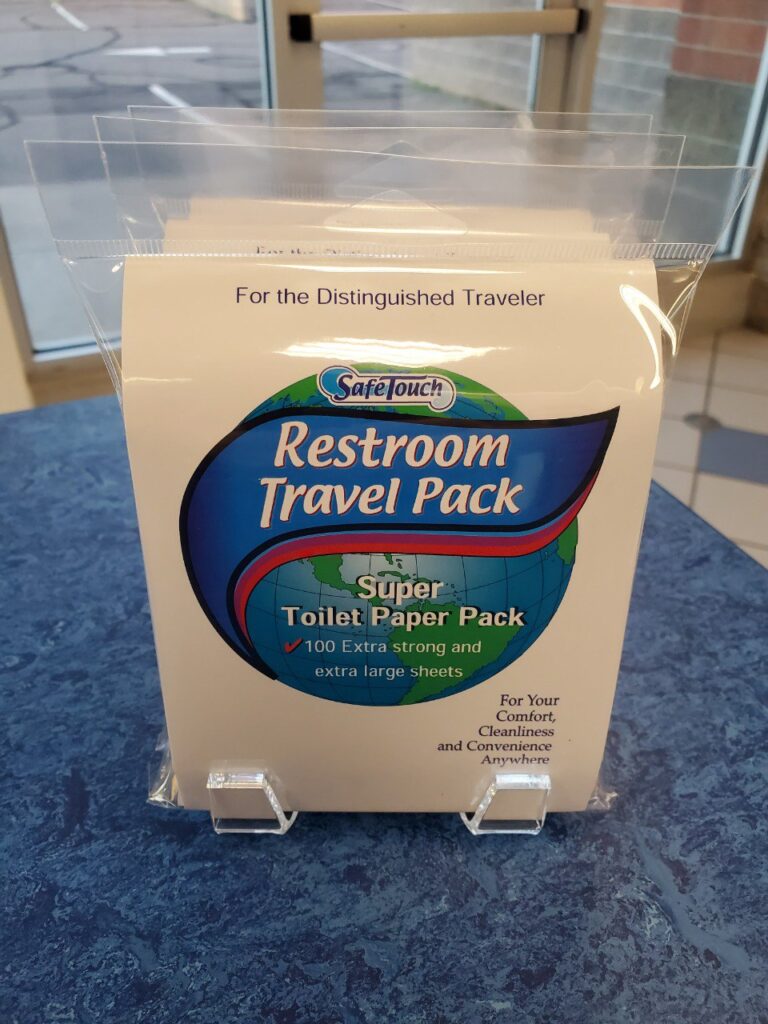 For the Distinguished Traveler
SafeTouch
Restroom
Travel Pack
Super
Toilet Paper Pack
✓100 Extra strong and
extra large sheets
For Your
Comfort,
Cleanliness
and Convenience
Anywhere